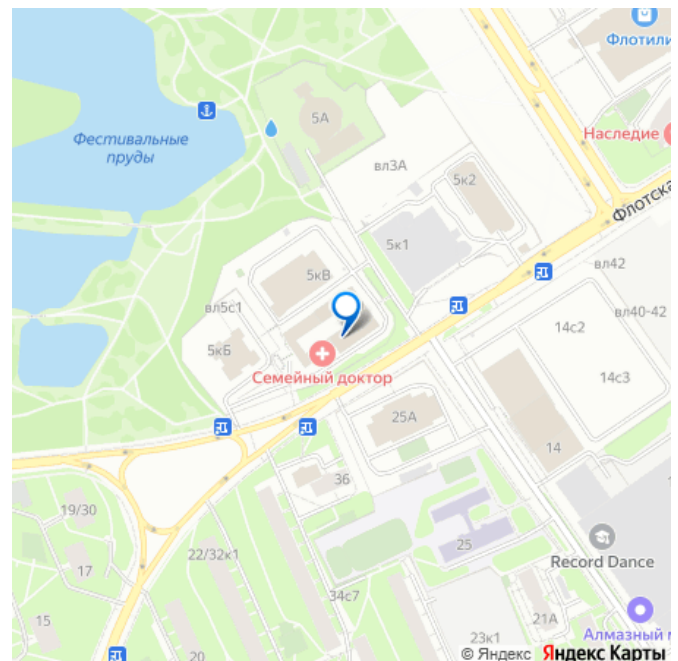 Флотили
5А
Фестивальные
пруды
Наследие
вл3А
5к2
Флотска
5к1
5кВ
вл42
вл5с1
вл40-42
14с2
5кБ
14с3
Семейный доктор
25А
14
36
19/30
25
22/32к1
Record Dance
17
34с7
15
21А
23к1
Алмазный м
20
© Яндекс Яндекс Карты